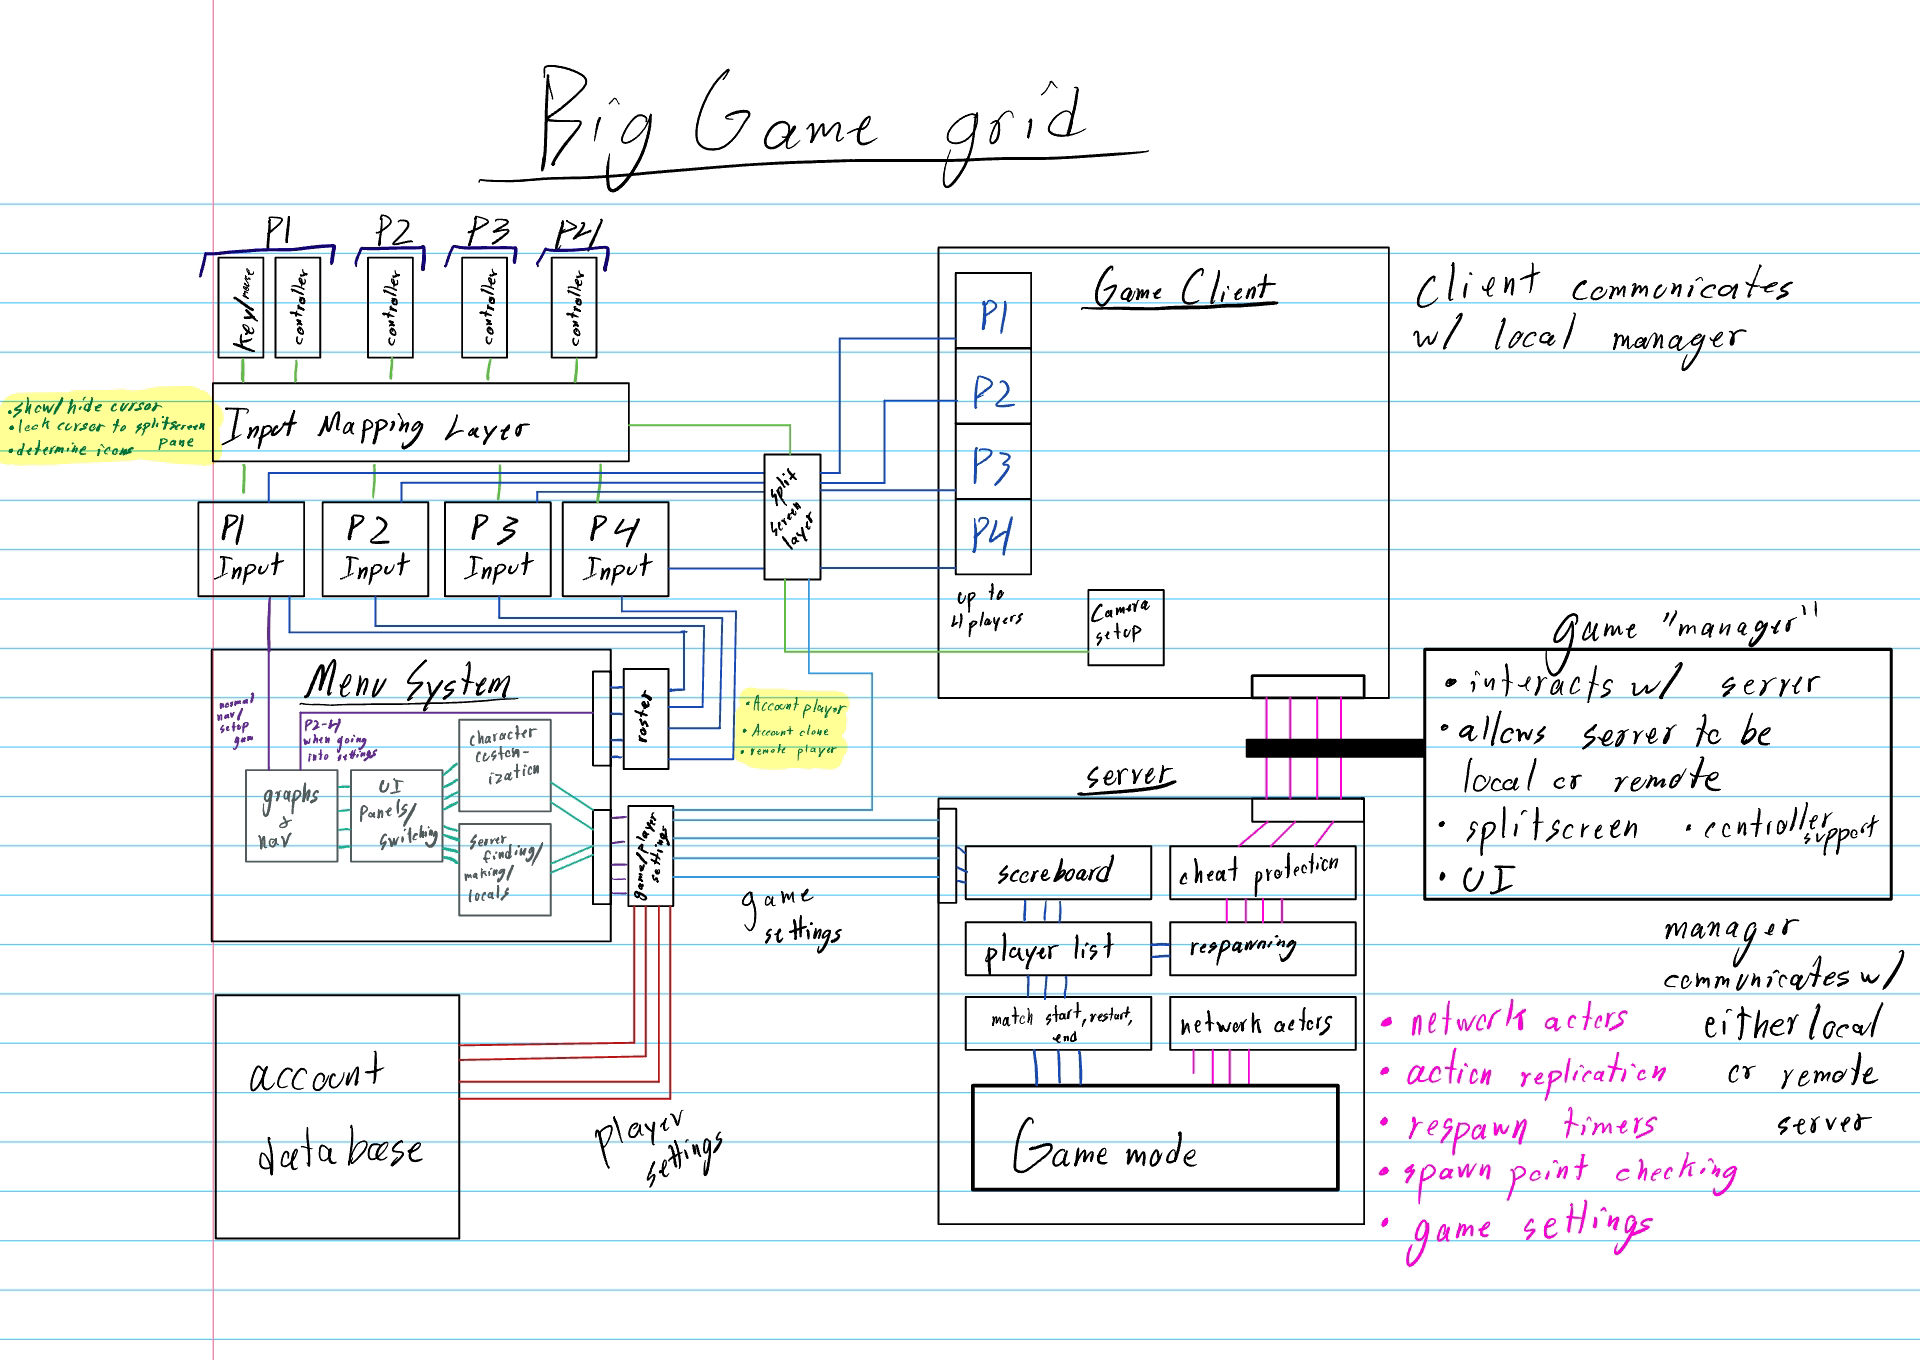 Big Game grid
P1
P2
P3
P4
key/mouse
controller
controller
controller
controller
• show/hide cursor
• lock cursor to splitscreen
pane
• determine icons
Input Mapping Layer
P1
Input
P2
Input
P3
Input
P4
Input
split
screen
layer
Game Client
P1
P2
P3
P4
up to
4 players
Camera
setup
Client communicates
w/ local manager
Menu System
normal
nav/
setup
gam
P2-4
when going
into settings
graphs
&
nav
UI
panels/
switching
character
custom-
ization
server
finding/
making/
locals
roster
• Account player
• Account clone
• remote player
game/player
settings
game
settings
account
database
player
settings
server
scoreboard
cheat protection
player list
respawning
match start, restart,
end
network actors
Game mode
game "manager"
• interacts w/ server
• allows server to be
local or remote
• splitscreen • controller
support
• UI
manager
communicates w/
either local
or remote
server
• network actors
• action replication
• respawn timers
• spawn point checking
• game settings